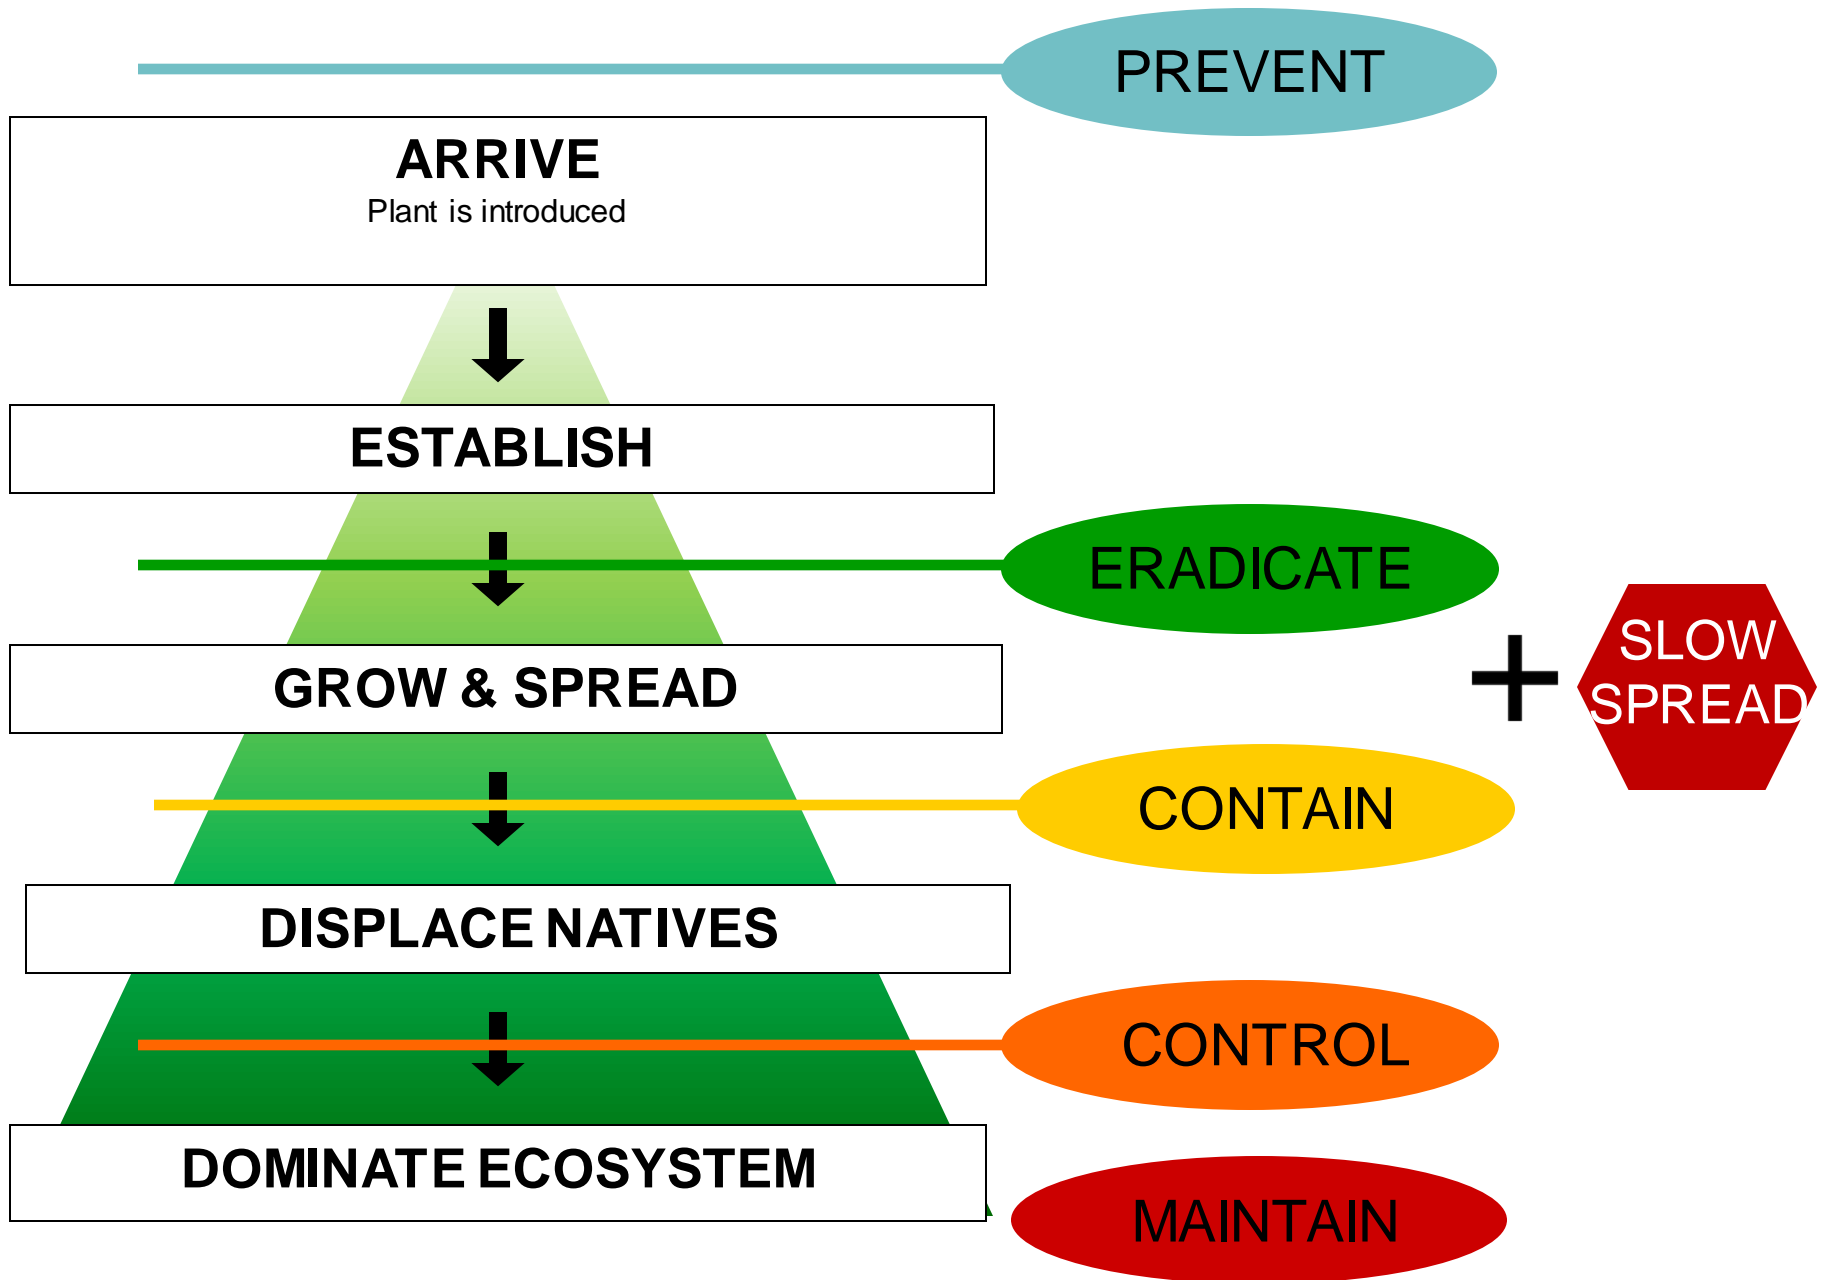 PREVENT
ARRIVE
Plant is introduced
ESTABLISH
ERADICATE
SLOW
SPREAD
GROW & SPREAD
CONTAIN
DISPLACE NATIVES
CONTROL
DOMINATE ECOSYSTEM
MAINTAIN